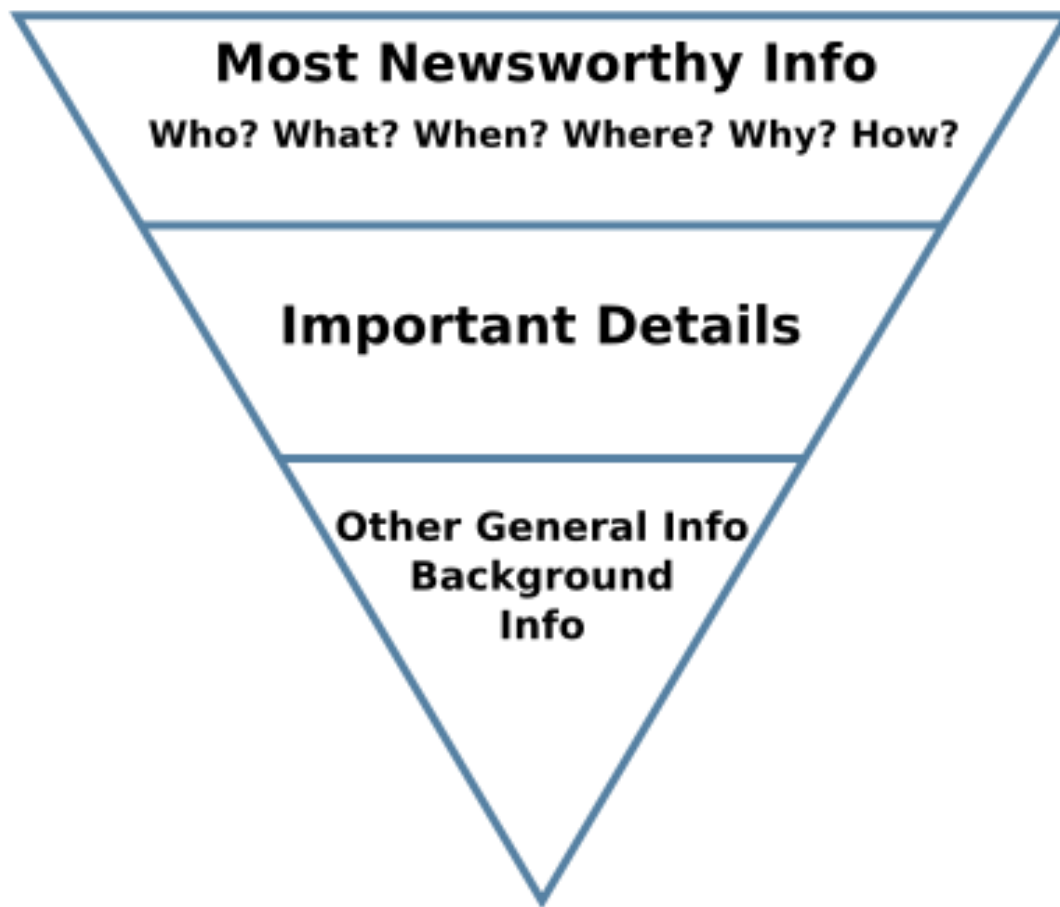 Most Newsworthy Info
Who? What? When? Where? Why? How?
Important Details
Other General Info
Background
Info